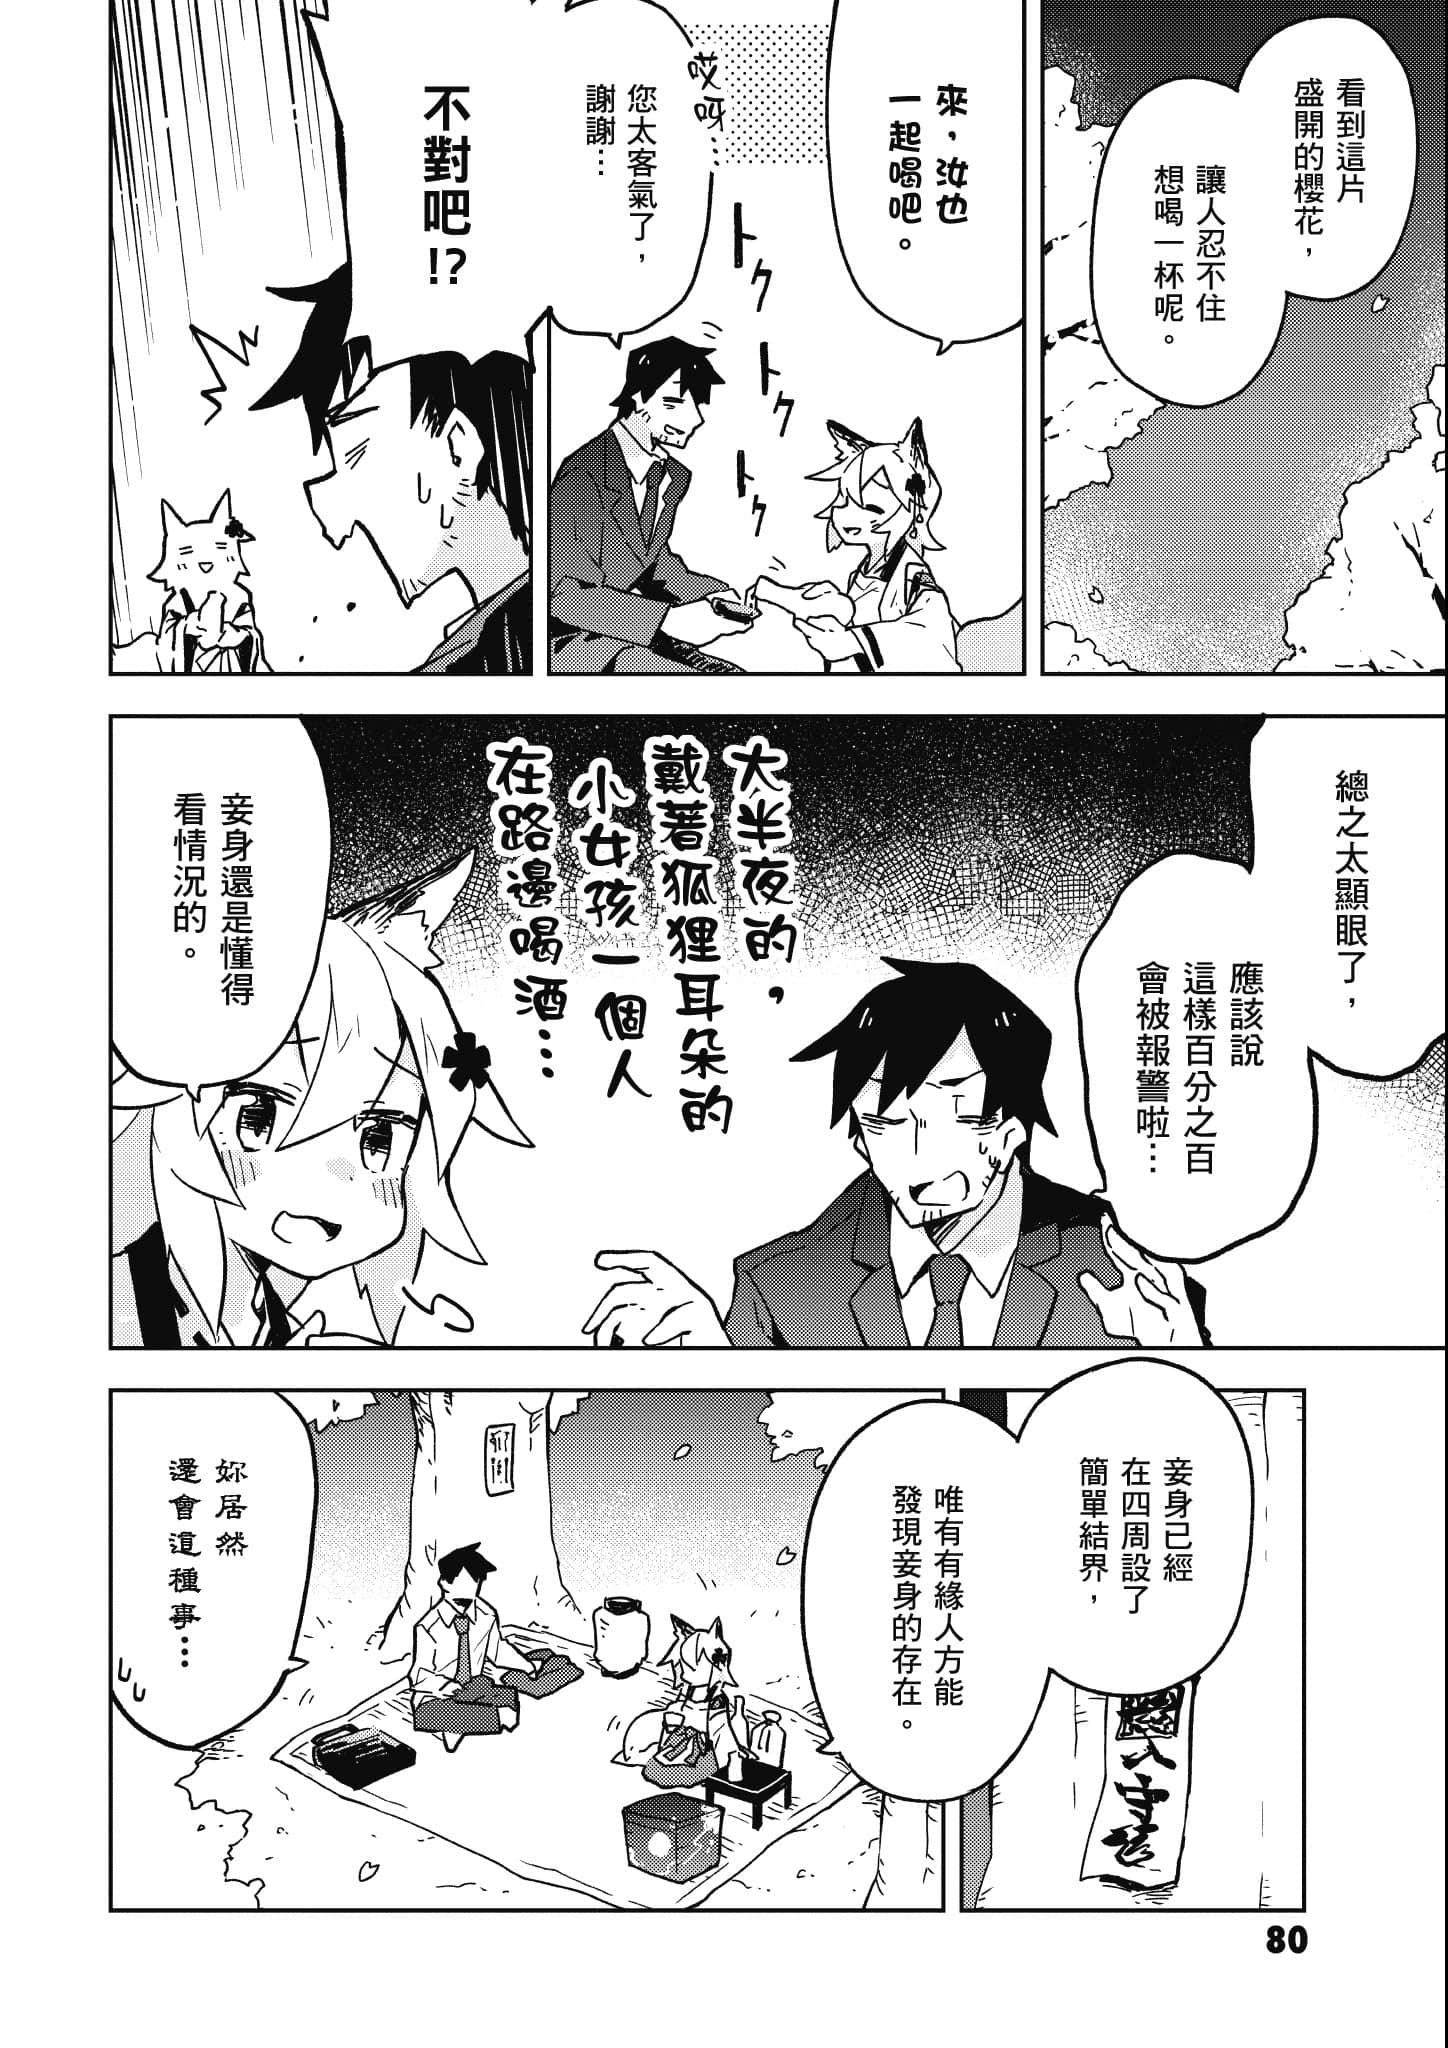 看到這片
盛開的櫻花，
讓人忍不住
想喝一杯呢。
來，汝也
一起喝吧。
トク
トク
トク
哎呀…
您太客氣了，
謝謝…
不對吧!?
總之太顯眼了，
應該說
這樣百分之百
會被報警啦…
大半夜的，
戴著狐狸耳朵的
小女孩一個人
在路邊喝酒…
妾身還是懂得
看情況的。
妾身已經
在四周設了
簡單結界，
唯有有緣人方能
發現妾身的存在。
妳居然
還會這種事…
80